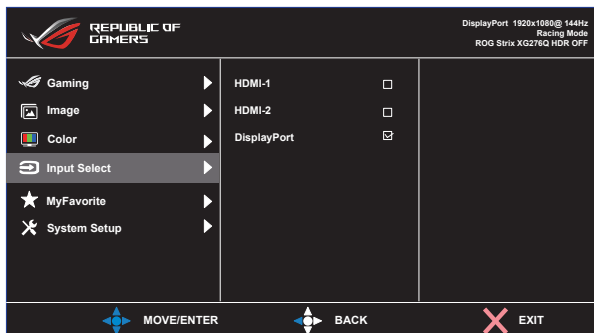 REPUBLIC OF
GAMERS
DisplayPort 1920x1080@ 144Hz
Racing Mode
ROG Strix XG276Q HDR OFF
Gaming
Image
Color
Input Select
MyFavorite
System Setup
HDMI-1
HDMI-2
DisplayPort
MOVE/ENTER
BACK
EXIT